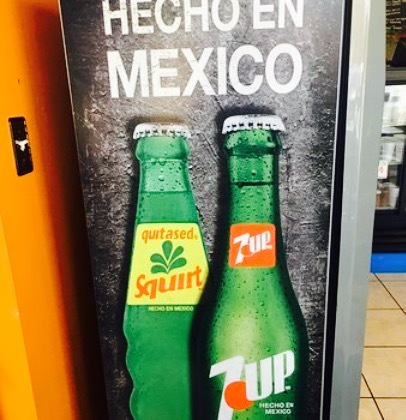 HECHO EN
MEXICO
quitased.
Squirt
HECHO EN MEXICO
7UP
7UP
HECHO EN
MEXICO